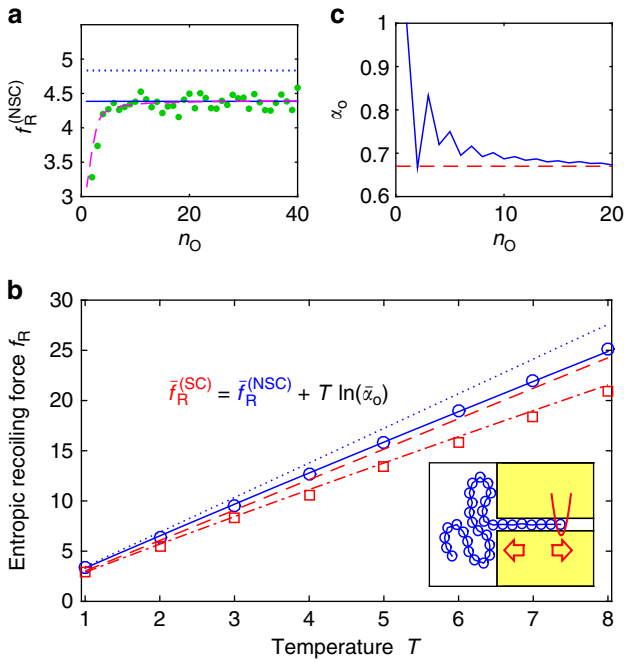 a
5
4.5
4
3.5
3
0
20
40
f_R^(NSC)
n_O
c
1
0.9
0.8
0.7
0.6
0
10
20
α_o
n_O
b
30
25
20
15
10
5
0
1 2 3 4 5 6 7 8
Entropic recoiling force f_R
f̄_R^(SC) = f̄_R^(NSC) + T ln(ᾱ_o)
Temperature T